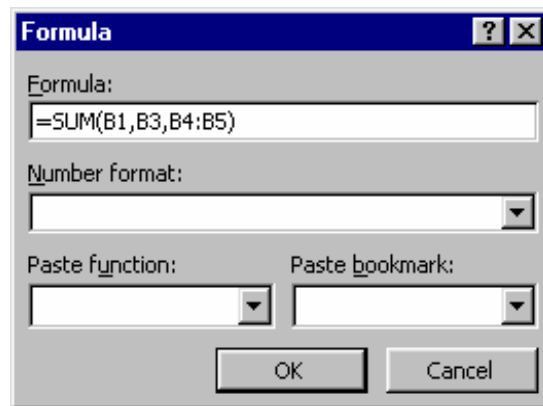 Formula
Formula:
=SUM(B1,B3,B4:B5)
Number format:
Paste function: Paste bookmark:
OK Cancel